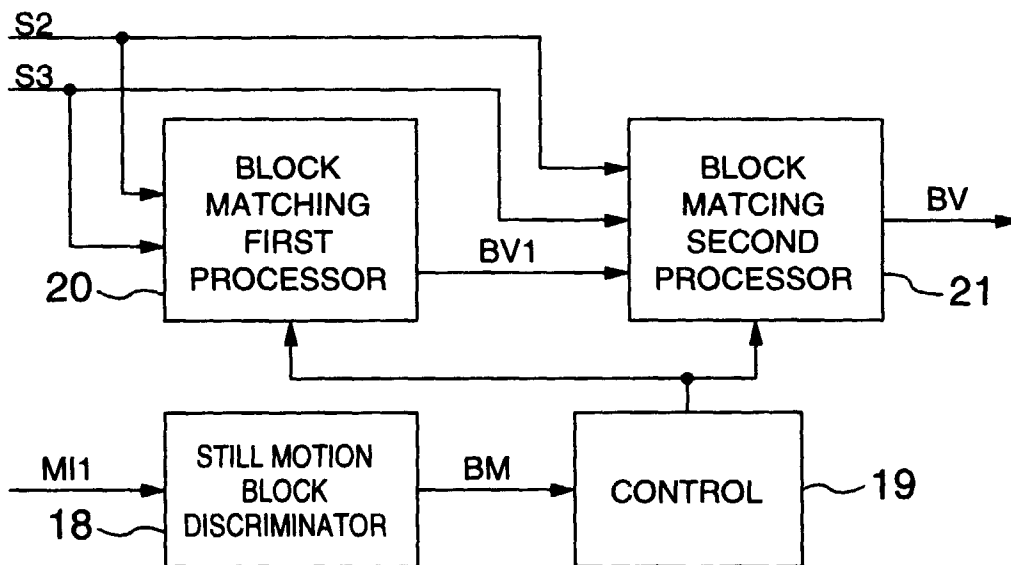 S2
S3
BLOCK
MATCHING
FIRST
PROCESSOR
20
BV1
BLOCK
MATCING
SECOND
PROCESSOR
BV
21
MI1
STILL MOTION
BLOCK
DISCRIMINATOR
18
BM
CONTROL
19